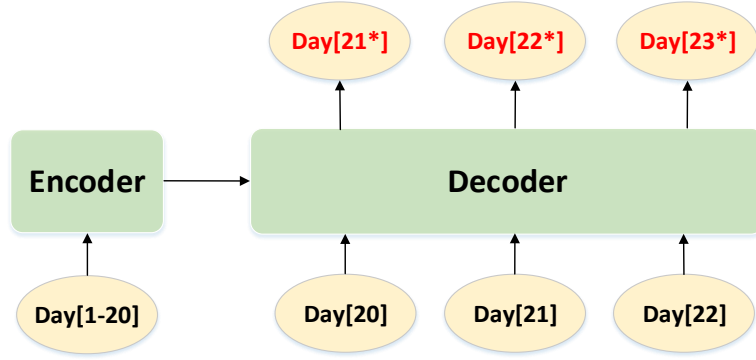 Day[21*]
Day[22*]
Day[23*]
Encoder
Decoder
Day[1-20]
Day[20]
Day[21]
Day[22]